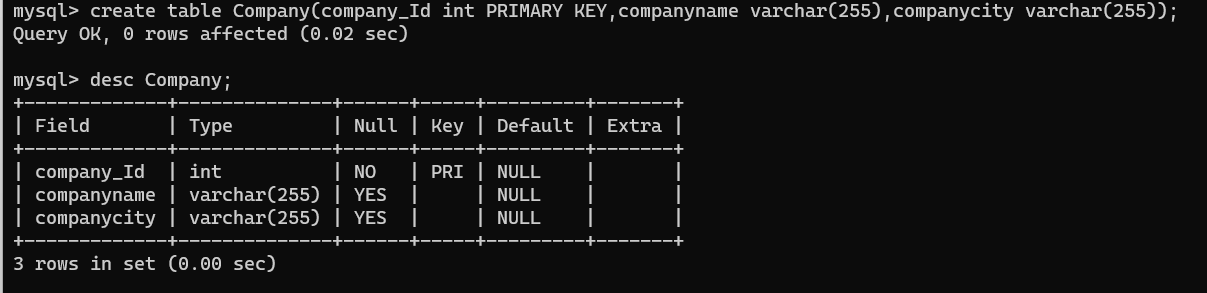 mysql> create table Company(company_Id int PRIMARY KEY,companyname varchar(255),companycity varchar(255));
Query OK, 0 rows affected (0.02 sec)

mysql> desc Company;
+-------------+--------------+------+-----+---------+-------+
| Field       | Type         | Null | Key | Default | Extra |
+-------------+--------------+------+-----+---------+-------+
| company_Id  | int          | NO   | PRI | NULL    |       |
| companyname | varchar(255) | YES  |     | NULL    |       |
| companycity | varchar(255) | YES  |     | NULL    |       |
+-------------+--------------+------+-----+---------+-------+
3 rows in set (0.00 sec)